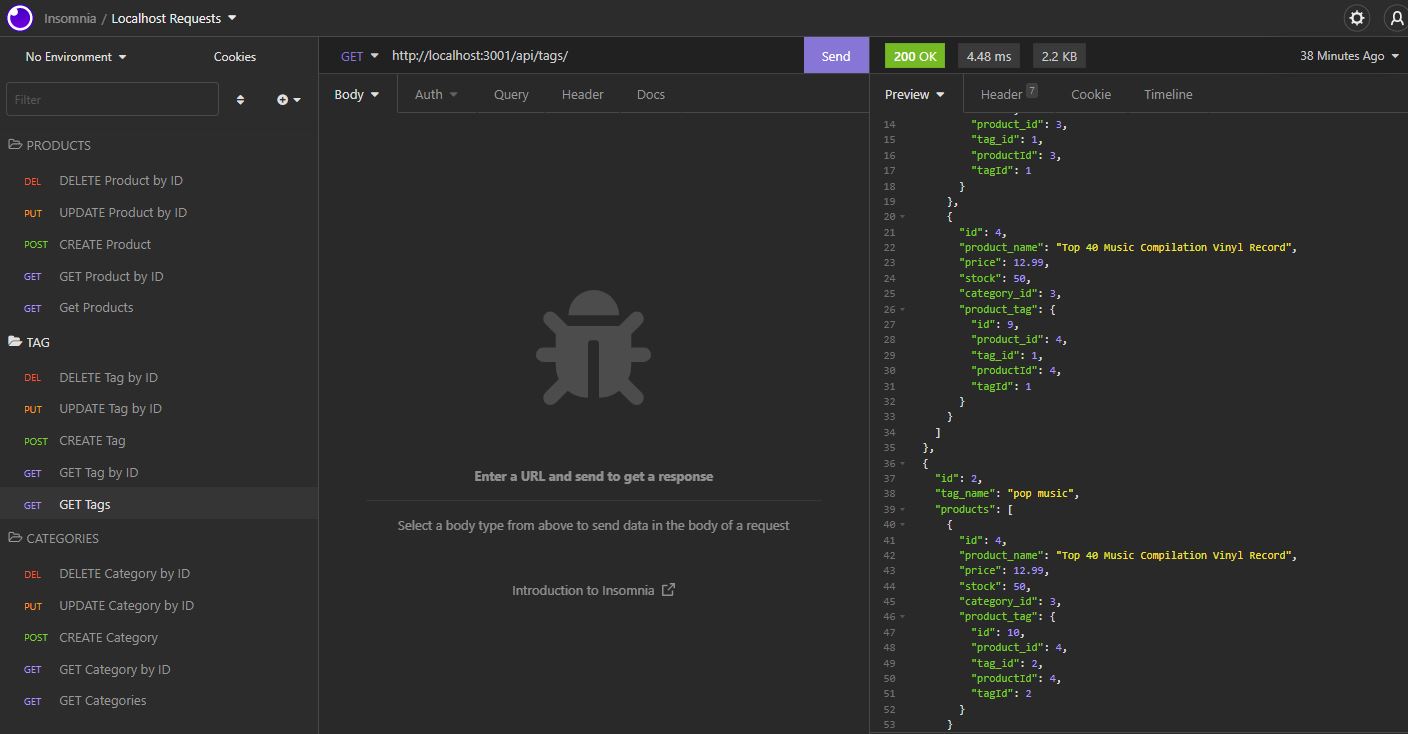 Insomnia / Localhost Requests
No Environment
Cookies
Filter
PRODUCTS
DEL DELETE Product by ID
PUT UPDATE Product by ID
POST CREATE Product
GET GET Product by ID
GET Get Products
TAG
DEL DELETE Tag by ID
PUT UPDATE Tag by ID
POST CREATE Tag
GET GET Tag by ID
GET GET Tags
CATEGORIES
DEL DELETE Category by ID
PUT UPDATE Category by ID
POST CREATE Category
GET GET Category by ID
GET GET Categories
GET http://localhost:3001/api/tags/ Send
Body Auth Query Header Docs
Enter a URL and send to get a response
Select a body type from above to send data in the body of a request
Introduction to Insomnia
200 OK 4.48 ms 2.2 KB 38 Minutes Ago
Preview Header 7 Cookie Timeline
14 "product_id": 3,
15 "tag_id": 1,
16 "productId": 3,
17 "tagId": 1
18 }
19 },
20 {
21 "id": 4,
22 "product_name": "Top 40 Music Compilation Vinyl Record",
23 "price": 12.99,
24 "stock": 50,
25 "category_id": 3,
26 "product_tag": {
27 "id": 9,
28 "product_id": 4,
29 "tag_id": 1,
30 "productId": 4,
31 "tagId": 1
32 }
33 }
34 ]
35 },
36 {
37 "id": 2,
38 "tag_name": "pop music",
39 "products": [
40 {
41 "id": 4,
42 "product_name": "Top 40 Music Compilation Vinyl Record",
43 "price": 12.99,
44 "stock": 50,
45 "category_id": 3,
46 "product_tag": {
47 "id": 10,
48 "product_id": 4,
49 "tag_id": 2,
50 "productId": 4,
51 "tagId": 2
52 }
53 }